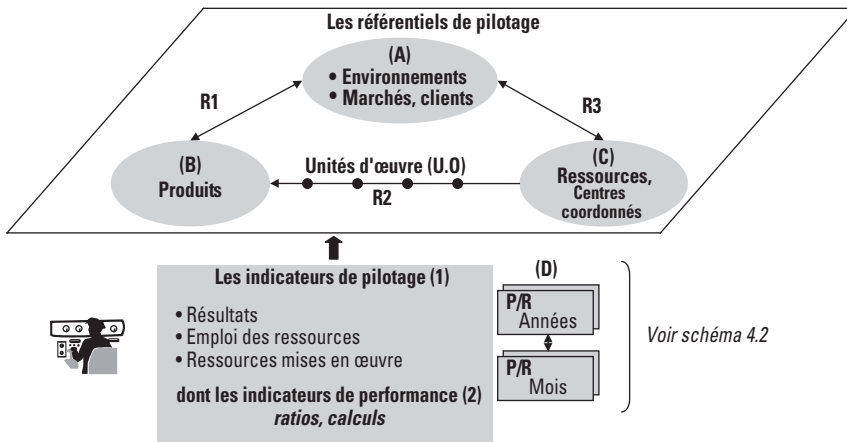 Les référentiels de pilotage
(A)
• Environnements
• Marchés, clients
R1
R3
(B)
Produits
Unités d'œuvre (U.O)
R2
(C)
Ressources,
Centres
coordonnés
Les indicateurs de pilotage (1)
• Résultats
• Emploi des ressources
• Ressources mises en œuvre
dont les indicateurs de performance (2)
ratios, calculs
(D)
P/R
Années
P/R
Mois
Voir schéma 4.2